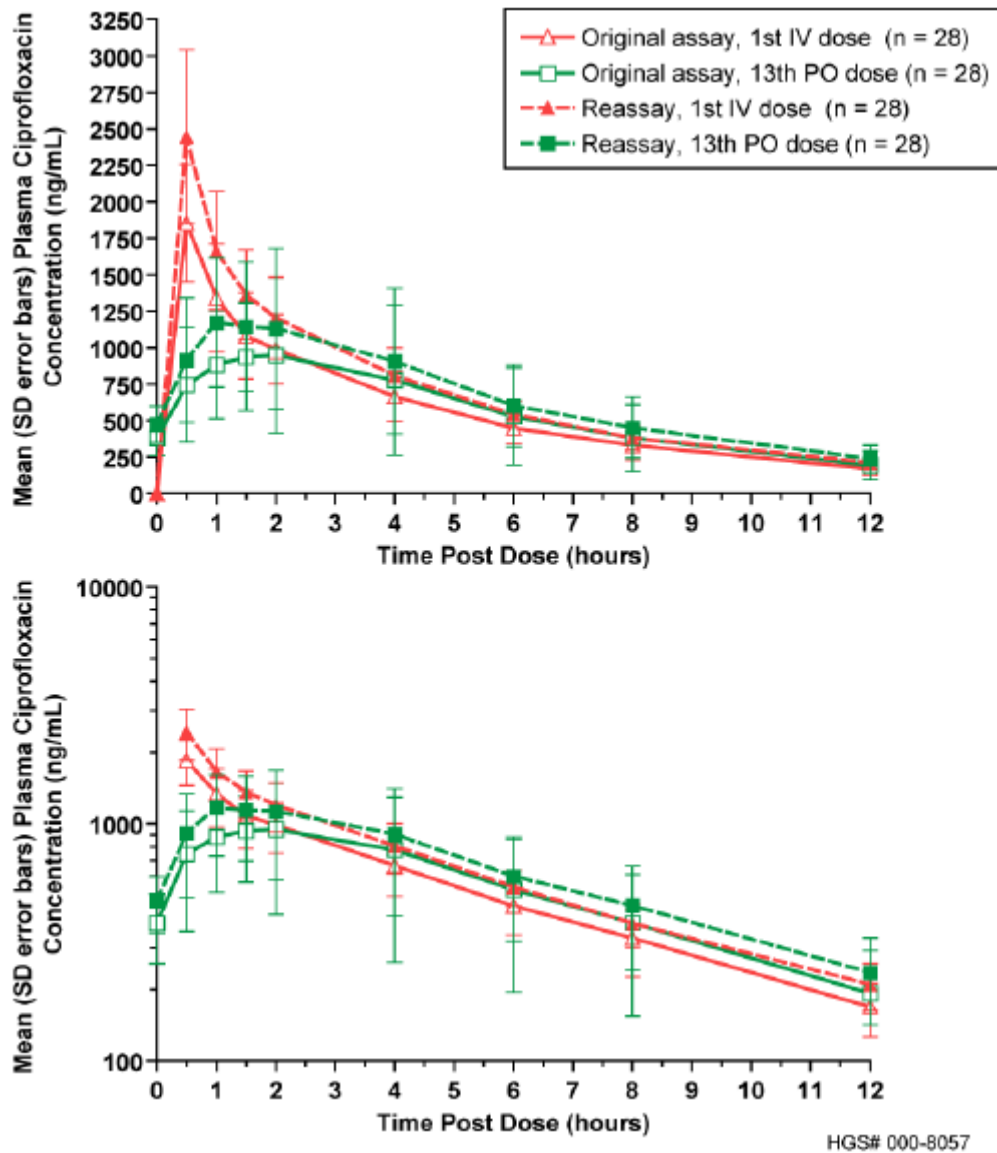 Original assay, 1st IV dose (n = 28)
Original assay, 13th PO dose (n = 28)
Reassay, 1st IV dose (n = 28)
Reassay, 13th PO dose (n = 28)
Mean (SD error bars) Plasma Ciprofloxacin
Concentration (ng/mL)
3250
3000
2750
2500
2250
2000
1750
1500
1250
1000
750
500
250
0
0 1 2 3 4 5 6 7 8 9 10 11 12
Time Post Dose (hours)
Mean (SD error bars) Plasma Ciprofloxacin
Concentration (ng/mL)
10000
1000
100
0 1 2 3 4 5 6 7 8 9 10 11 12
Time Post Dose (hours)
HGS# 000-8057